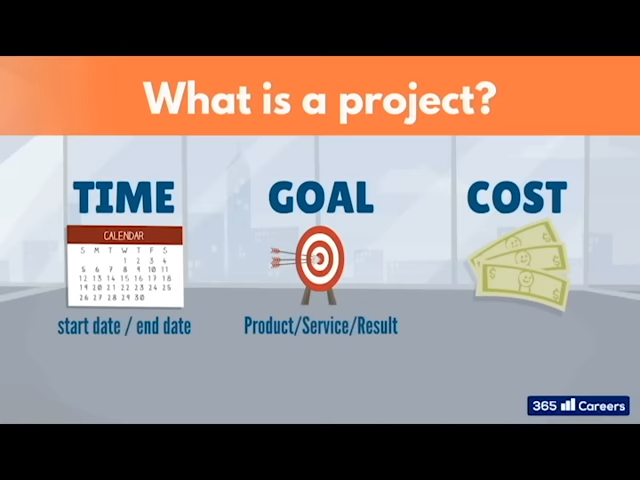 What is a project?
TIME
GOAL
COST
CALENDAR
S M T W T F S
1 2 3 4
5 6 7 8 9 10 11
12 13 14 15 16 17 18
19 20 21 22 23 24 25
26 27 28 29 30
$ $
$ $
start date / end date
Product/Service/Result
365 Careers